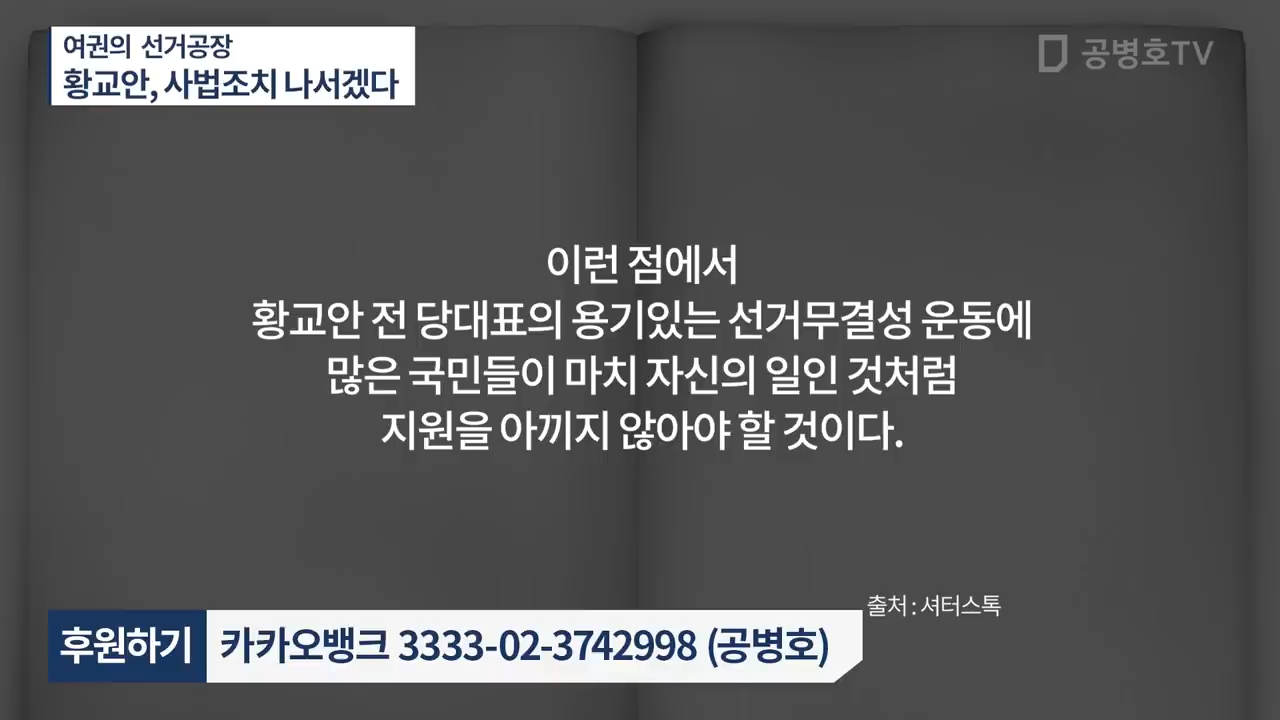 여권의 선거공장
황교안, 사법조치 나서겠다
공병호TV
이런 점에서
황교안 전 당대표의 용기있는 선거무결성 운동에
많은 국민들이 마치 자신의 일인 것처럼
지원을 아끼지 않아야 할 것이다.
출처 : 셔터스톡
후원하기 카카오뱅크 3333-02-3742998 (공병호)